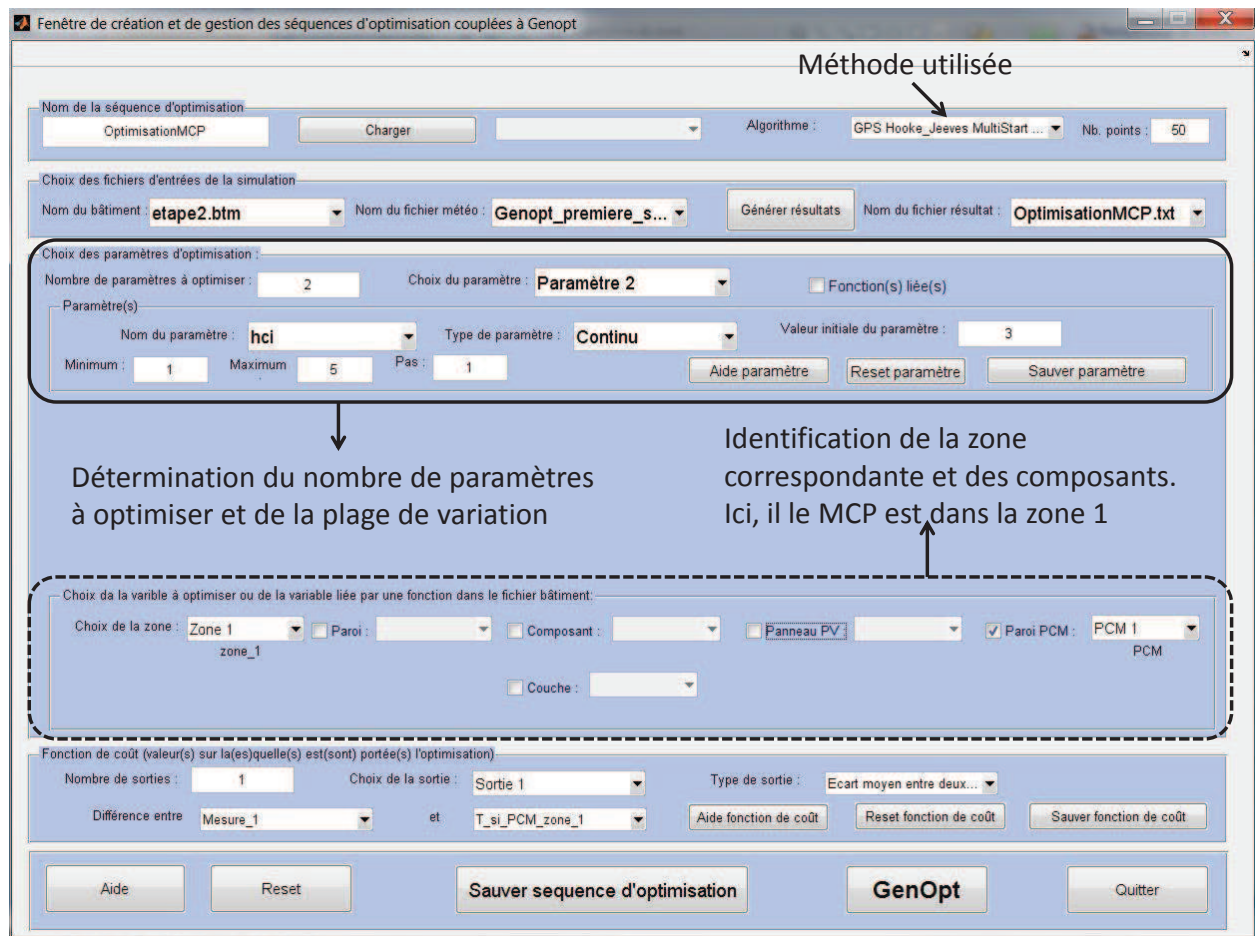 Fenêtre de création et de gestion des séquences d'optimisation couplées à Genopt
Méthode utilisée
Nom de la séquence d'optimisation
OptimisationMCP Charger Algorithme : GPS Hooke_Jeeves MultiStart ... Nb. points : 50
Choix des fichiers d'entrées de la simulation
Nom du bâtiment : etape2.btm Nom du fichier météo : Genopt_premiere_s... Générer résultats Nom du fichier résultat : OptimisationMCP.txt
Choix des paramètres d'optimisation :
Nombre de paramètres à optimiser : 2 Choix du paramètre : Paramètre 2 Fonction(s) liée(s)
Paramètre(s)
Nom du paramètre : hci Type de paramètre : Continu Valeur initiale du paramètre : 3
Minimum : 1 Maximum 5 Pas : 1 Aide paramètre Reset paramètre Sauver paramètre
Détermination du nombre de paramètres
à optimiser et de la plage de variation
Identification de la zone
correspondante et des composants.
Ici, il le MCP est dans la zone 1
Choix da la varible à optimiser ou de la variable liée par une fonction dans le fichier bâtiment:
Choix de la zone : Zone 1 Paroi : Composant : Panneau PV : Paroi PCM : PCM 1
zone_1 PCM
Couche :
Fonction de coût (valeur(s) sur la(es)quelle(s) est(sont) portée(s) l'optimisation)
Nombre de sorties : 1 Choix de la sortie : Sortie 1 Type de sortie : Ecart moyen entre deux...
Différence entre Mesure_1 et T_si_PCM_zone_1 Aide fonction de coût Reset fonction de coût Sauver fonction de coût
Aide Reset Sauver sequence d'optimisation GenOpt Quitter